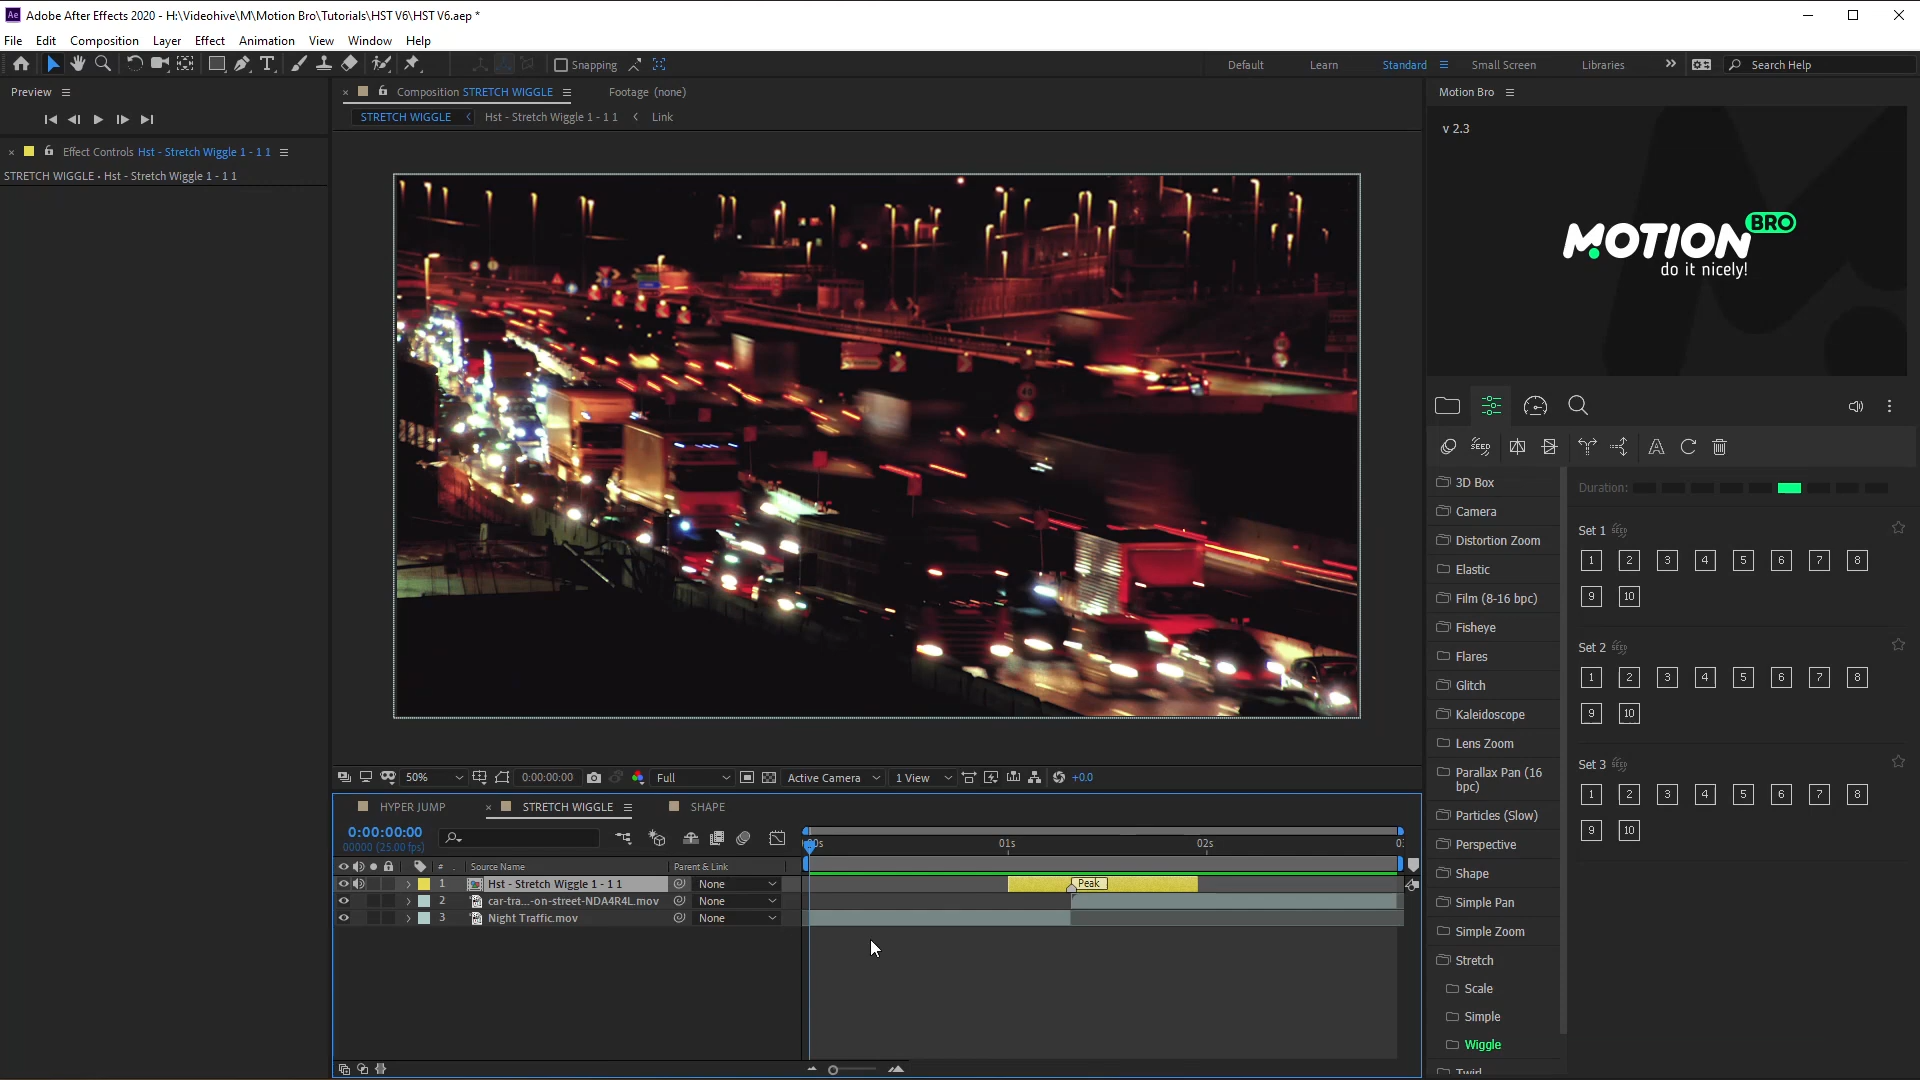 Ae Adobe After Effects 2020 - H:\Videohive\M\Motion Bro\Tutorials\HST V6\HST V6.aep *
File Edit Composition Layer Effect Animation View Window Help
Snapping Default Learn Standard Small Screen Libraries Search Help
Preview
Effect Controls Hst - Stretch Wiggle 1 - 1 1
STRETCH WIGGLE • Hst - Stretch Wiggle 1 - 1 1
Composition STRETCH WIGGLE Footage (none)
STRETCH WIGGLE Hst - Stretch Wiggle 1 - 1 1 Link
50% 0:00:00:00 Full Active Camera 1 View +0.0
HYPER JUMP STRETCH WIGGLE SHAPE
0:00:00:00
00000 (25.00 fps)
01s 02s
# Source Name Parent & Link
1 Hst - Stretch Wiggle 1 - 1 1 None Peak
2 car-tra...-on-street-NDA4R4L.mov None
3 Night Traffic.mov None
Motion Bro
v 2.3
MOTION BRO
do it nicely!
SEED
3D Box
Camera
Distortion Zoom
Elastic
Film (8-16 bpc)
Fisheye
Flares
Glitch
Kaleidoscope
Lens Zoom
Parallax Pan (16
bpc)
Particles (Slow)
Perspective
Shape
Simple Pan
Simple Zoom
Stretch
Scale
Simple
Wiggle
Twirl
Duration:
Set 1 SEED
1 2 3 4 5 6 7 8
9 10
Set 2 SEED
1 2 3 4 5 6 7 8
9 10
Set 3 SEED
1 2 3 4 5 6 7 8
9 10